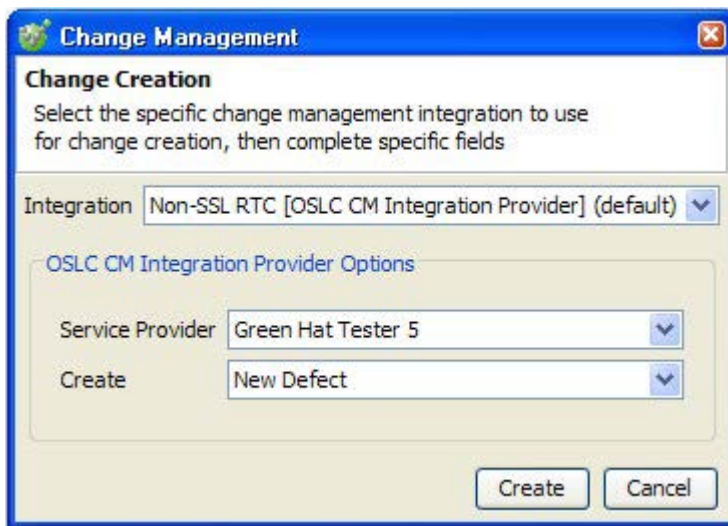 Change Management
Change Creation
Select the specific change management integration to use
for change creation, then complete specific fields
Integration Non-SSL RTC [OSLC CM Integration Provider] (default)
OSLC CM Integration Provider Options
Service Provider Green Hat Tester 5
Create New Defect
Create Cancel